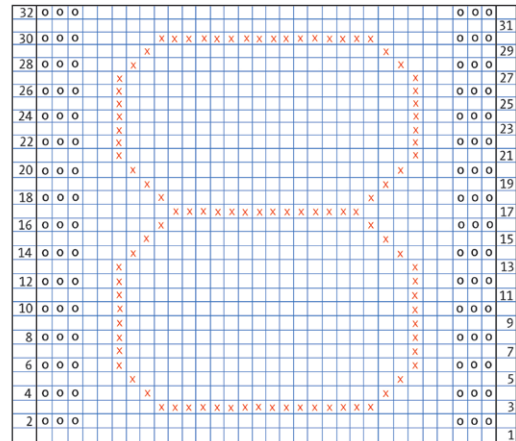 32 o o o o o o
31
30 o o o x x x x x x x x x x x x x x x x o o o
x x 29
28 o o o x x o o o
x x 27
26 o o o x x o o o
x x 25
24 o o o x x o o o
x x 23
22 o o o x x o o o
x x 21
20 o o o x x o o o
x x 19
18 o o o x x o o o
x x x x x x x x x x x x x x 17
16 o o o x x o o o
x x 15
14 o o o x x o o o
x x 13
12 o o o x x o o o
x x 11
10 o o o x x o o o
x x 9
8 o o o x x o o o
x x 7
6 o o o x x o o o
x x 5
4 o o o x x o o o
x x x x x x x x x x x x x x x x 3
2 o o o o o o
1